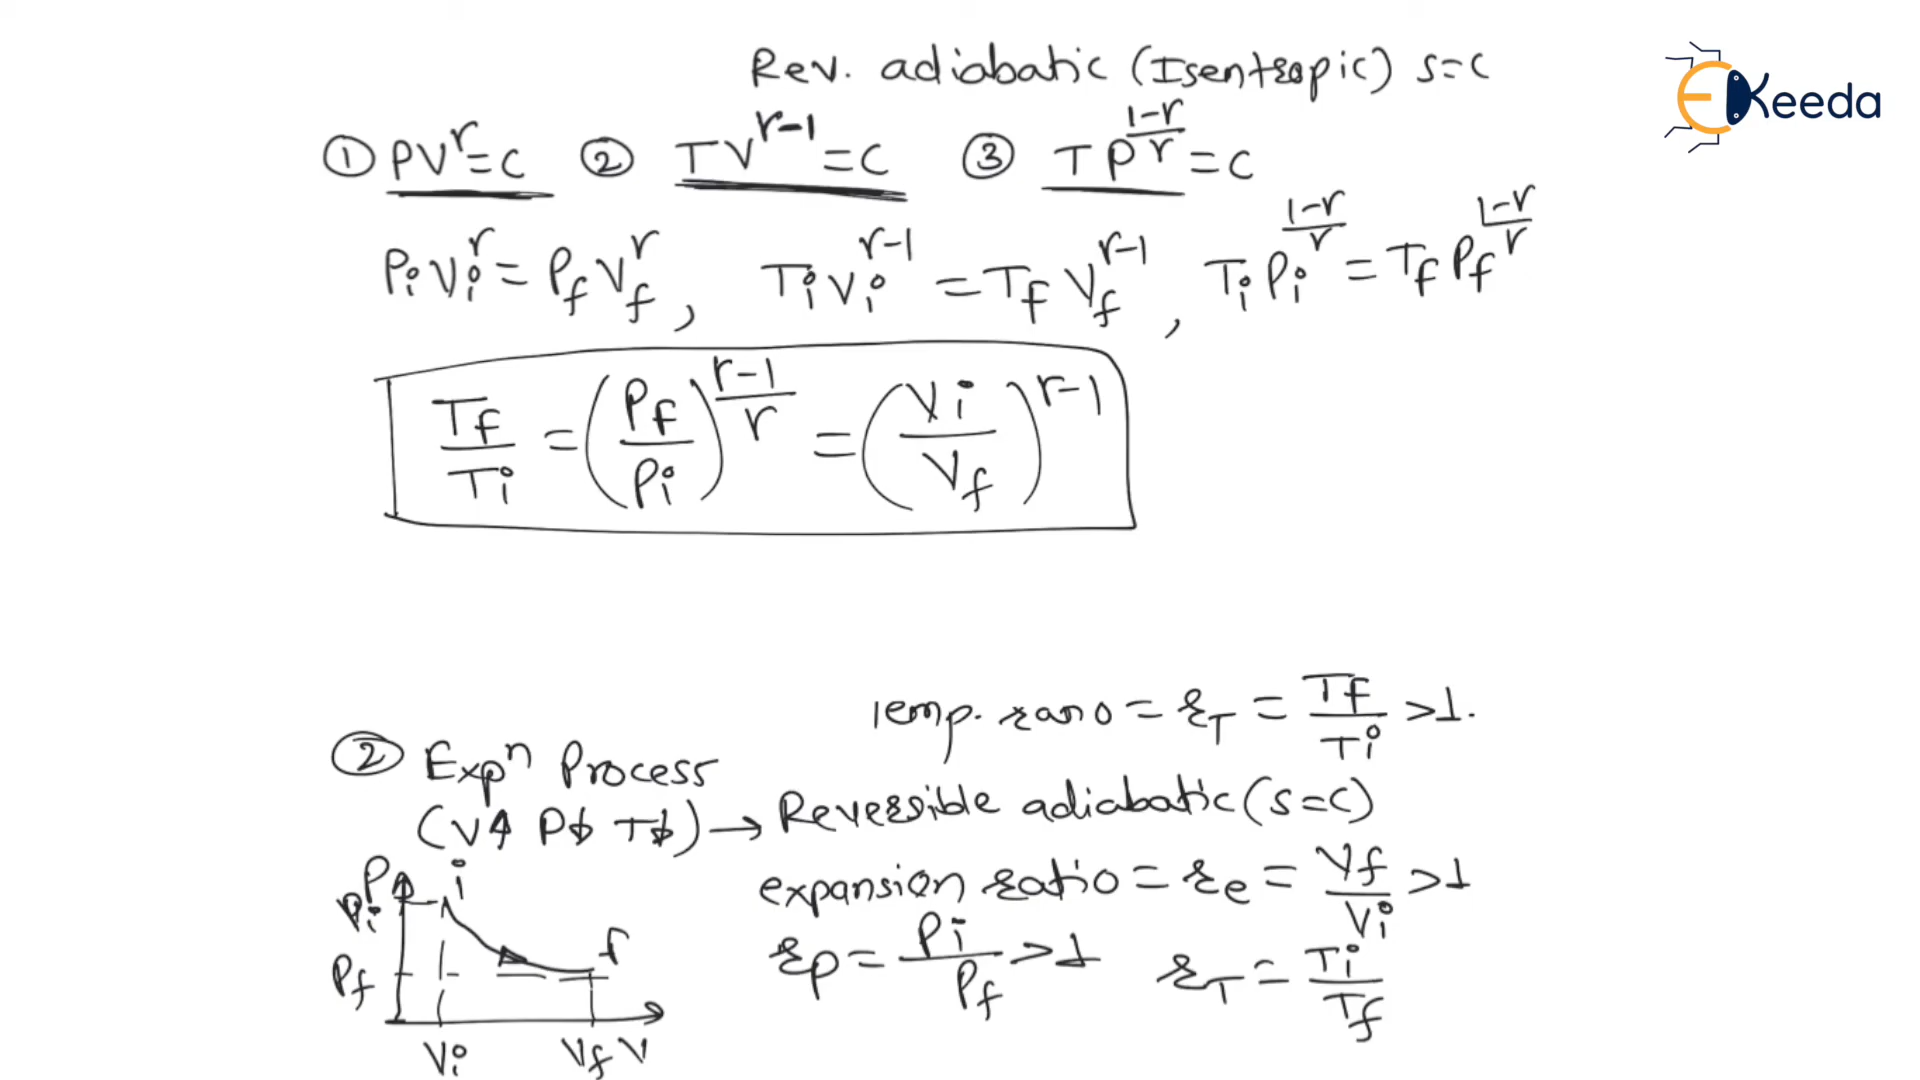 Rev. adiabatic (Isentropic) s=c
EKeeda
① PV^γ=C ② TV^(γ-1)=C ③ TP^((1-γ)/γ)=C
PiVi^γ = PfVf^γ, TiVi^(γ-1) = TfVf^(γ-1), TiPi^((1-γ)/γ) = TfPf^((1-γ)/γ)
Tf/Ti = (Pf/Pi)^((γ-1)/γ) = (Vi/Vf)^(γ-1)
Temp. ratio = rT = Tf/Ti >1.
② Expⁿ Process
(V↑ P↓ T↓) → Reversible adiabatic (s=c)
expansion ratio = re = Vf/Vi >1
rp = Pi/Pf >1 rT = Ti/Tf
P i
Pi
Pf f
Vi Vf V